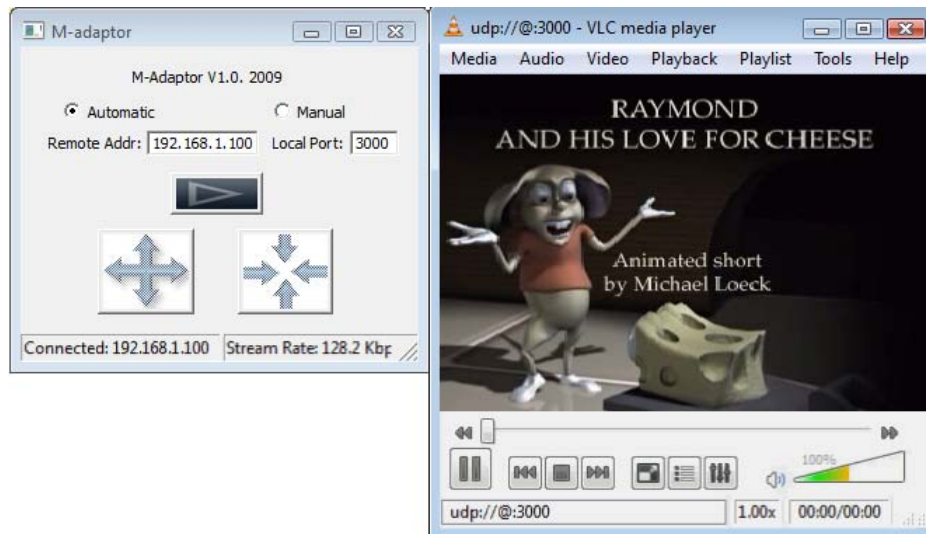 M-adaptor
M-Adaptor V1.0. 2009
Automatic
Manual
Remote Addr: 192.168.1.100 Local Port: 3000
Connected: 192.168.1.100 Stream Rate: 128.2 Kbp
udp://@:3000 - VLC media player
Media Audio Video Playback Playlist Tools Help
RAYMOND
AND HIS LOVE FOR CHEESE
Animated short
by Michael Loeck
100%
udp://@:3000 1.00x 00:00/00:00